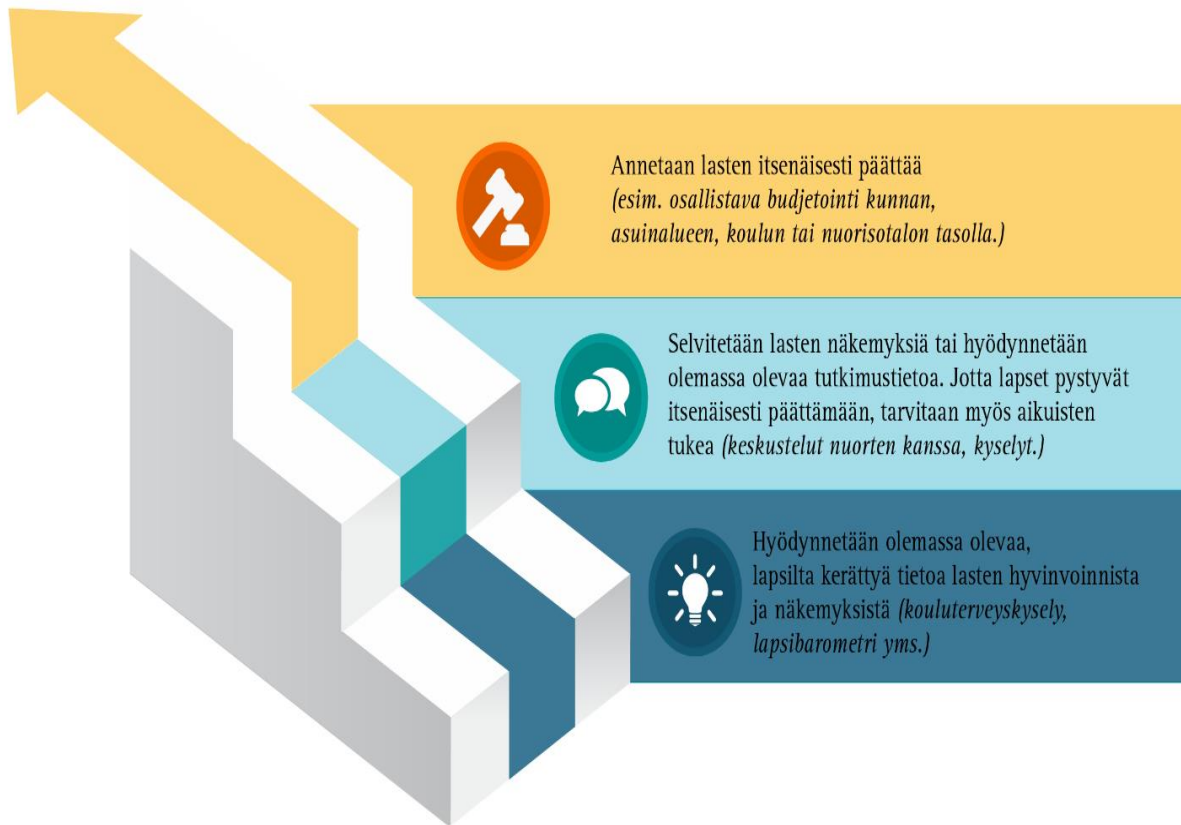 Annetaan lasten itsenäisesti päättää
(esim. osallistava budjetointi kunnan,
asuinalueen, koulun tai nuorisotalon tasolla.)
Selvitetään lasten näkemyksiä tai hyödynnetään
olemassa olevaa tutkimustietoa. Jotta lapset pystyvät
itsenäisesti päättämään, tarvitaan myös aikuisten
tukea (keskustelut nuorten kanssa, kyselyt.)
Hyödynnetään olemassa olevaa,
lapsilta kerättyä tietoa lasten hyvinvoinnista
ja näkemyksistä (kouluterveyskysely,
lapsibarometri yms.)